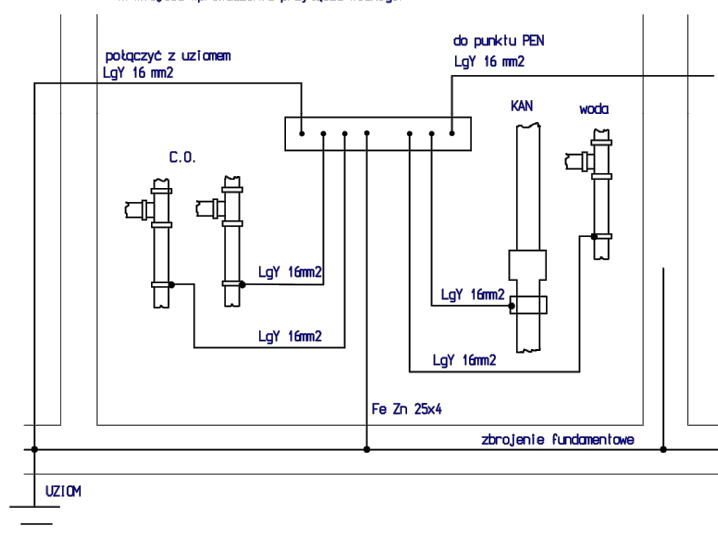 połączyć z uziomem
LgY 16 mm2
do punktu PEN
LgY 16 mm2
KAN
woda
C.O.
LgY 16mm2
LgY 16mm2
LgY 16mm2
LgY 16mm2
Fe Zn 25x4
zbrojenie fundamentowe
UZIOM